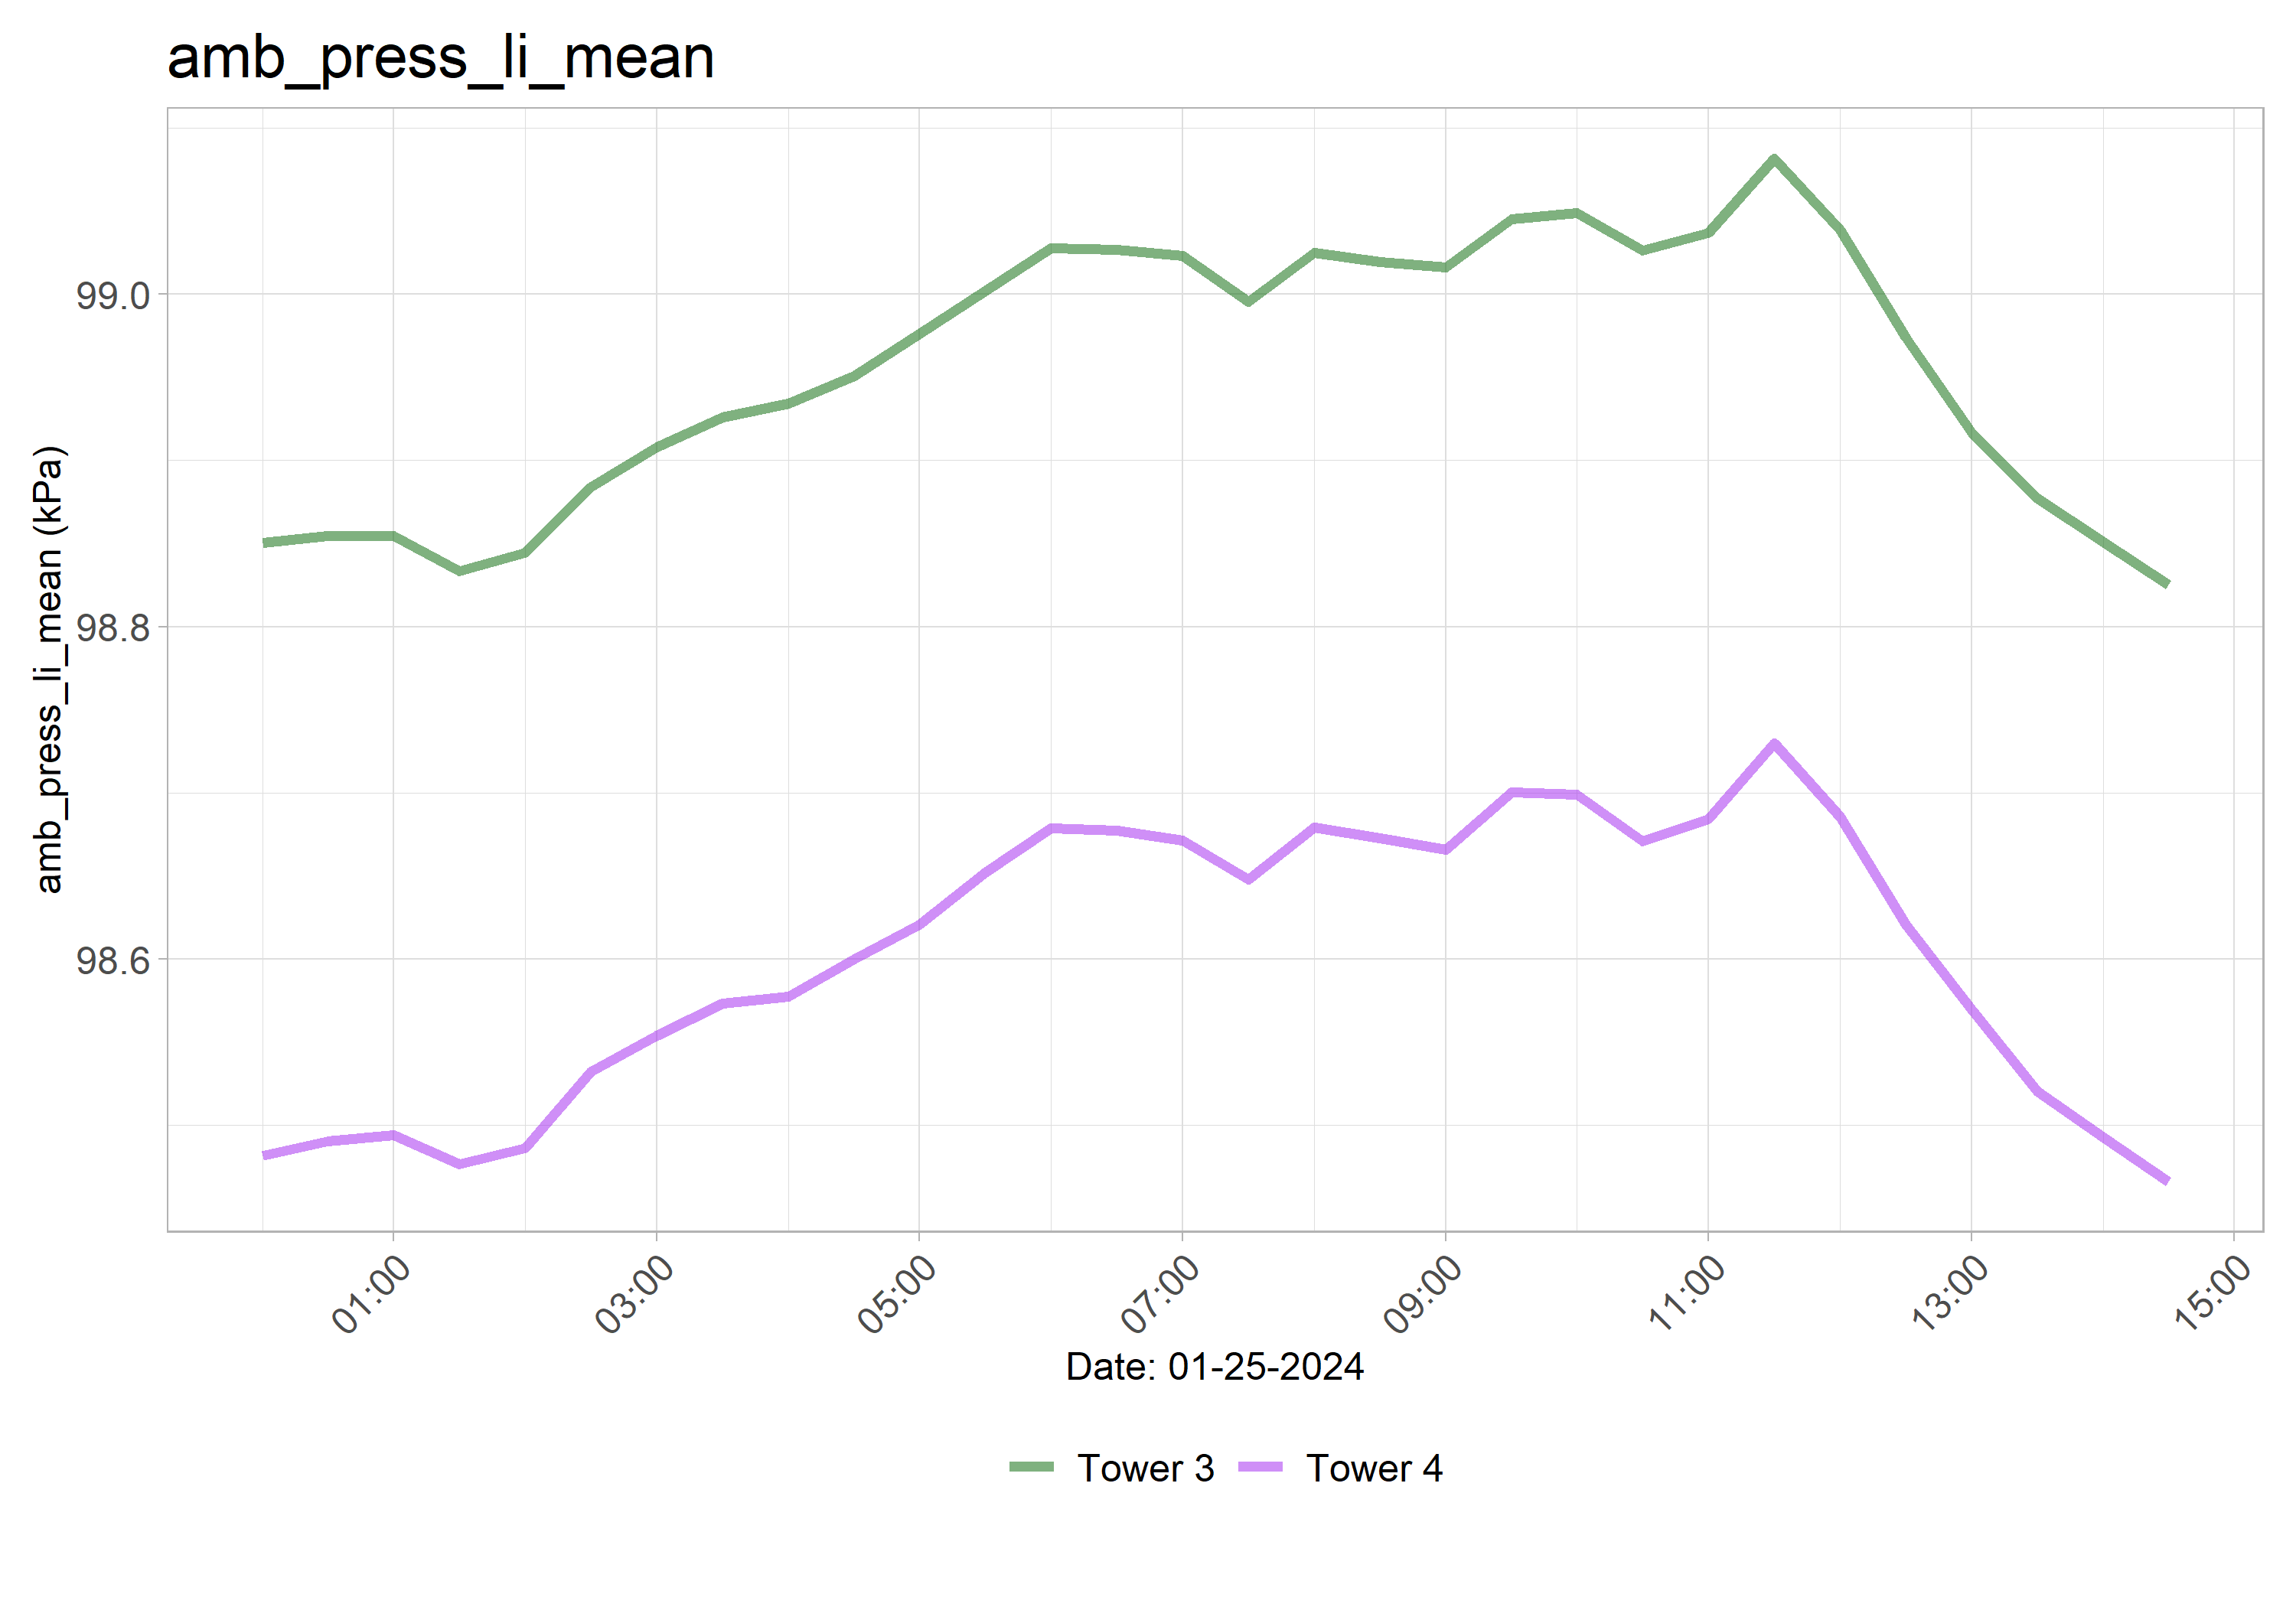 amb_press_li_mean
amb_press_li_mean (kPa)
99.0
98.8
98.6
01:00
03:00
05:00
07:00
09:00
11:00
13:00
15:00
Date: 01-25-2024
Tower 3
Tower 4